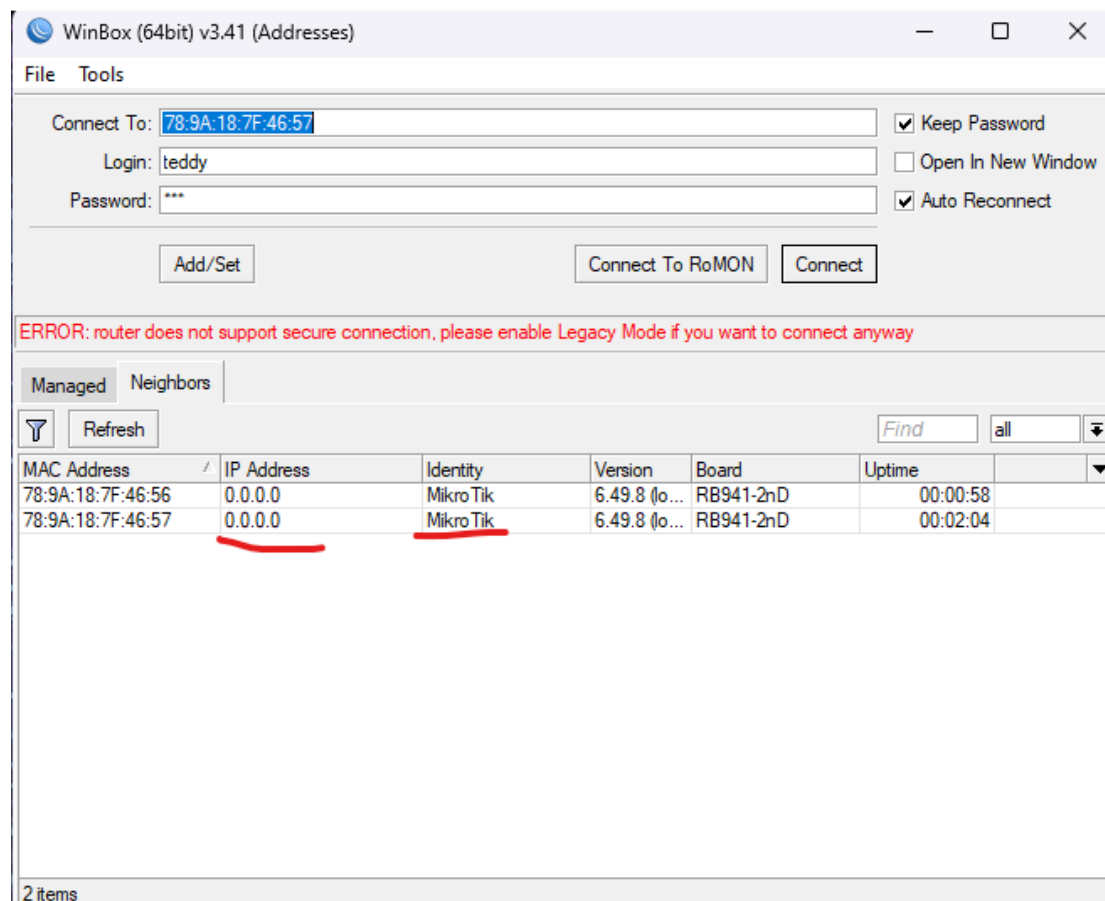 WinBox (64bit) v3.41 (Addresses)
File Tools
Connect To: 78:9A:18:7F:46:57
Keep Password
Login: teddy
Open In New Window
Password: ***
Auto Reconnect
Add/Set Connect To RoMON Connect
ERROR: router does not support secure connection, please enable Legacy Mode if you want to connect anyway
Managed Neighbors
Refresh Find all
MAC Address IP Address Identity Version Board Uptime
78:9A:18:7F:46:56 0.0.0.0 MikroTik 6.49.8 (lo... RB941-2nD 00:00:58
78:9A:18:7F:46:57 0.0.0.0 MikroTik 6.49.8 (lo... RB941-2nD 00:02:04
2 items